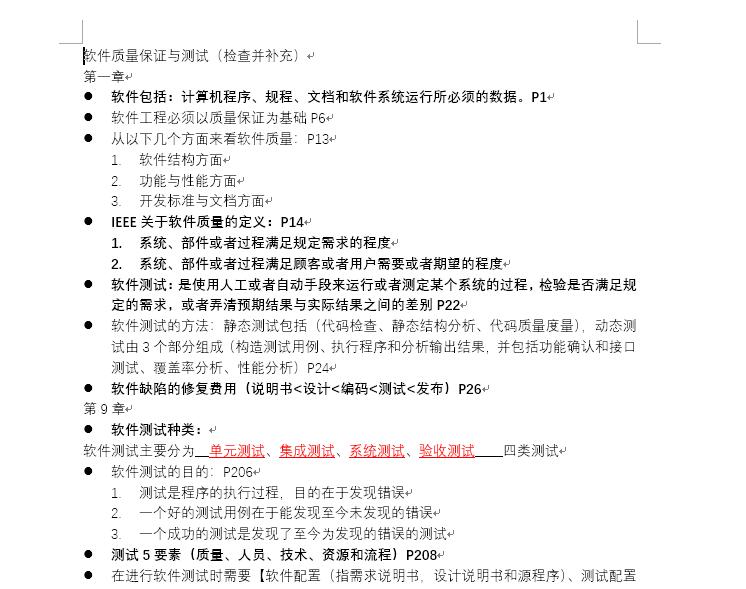 软件质量保证与测试（检查并补充）
第一章
● 软件包括：计算机程序、规程、文档和软件系统运行所必须的数据。P1
● 软件工程必须以质量保证为基础 P6
● 从以下几个方面来看软件质量：P13
1. 软件结构方面
2. 功能与性能方面
3. 开发标准与文档方面
● IEEE 关于软件质量的定义：P14
1. 系统、部件或者过程满足规定需求的程度
2. 系统、部件或者过程满足顾客或者用户需要或者期望的程度
● 软件测试：是使用人工或者自动手段来运行或者测定某个系统的过程，检验是否满足规
定的需求，或者弄清预期结果与实际结果之间的差别 P22
● 软件测试的方法：静态测试包括（代码检查、静态结构分析、代码质量度量），动态测
试由 3 个部分组成（构造测试用例、执行程序和分析输出结果，并包括功能确认和接口
测试、覆盖率分析、性能分析）P24
● 软件缺陷的修复费用（说明书<设计<编码<测试<发布）P26
第 9 章
● 软件测试种类：
软件测试主要分为__单元测试、集成测试、系统测试、验收测试____四类测试
● 软件测试的目的：P206
1. 测试是程序的执行过程，目的在于发现错误
2. 一个好的测试用例在于能发现至今未发现的错误
3. 一个成功的测试是发现了至今为发现的错误的测试
● 测试 5 要素（质量、人员、技术、资源和流程）P208
● 在进行软件测试时需要【软件配置（指需求说明书，设计说明书和源程序）、测试配置